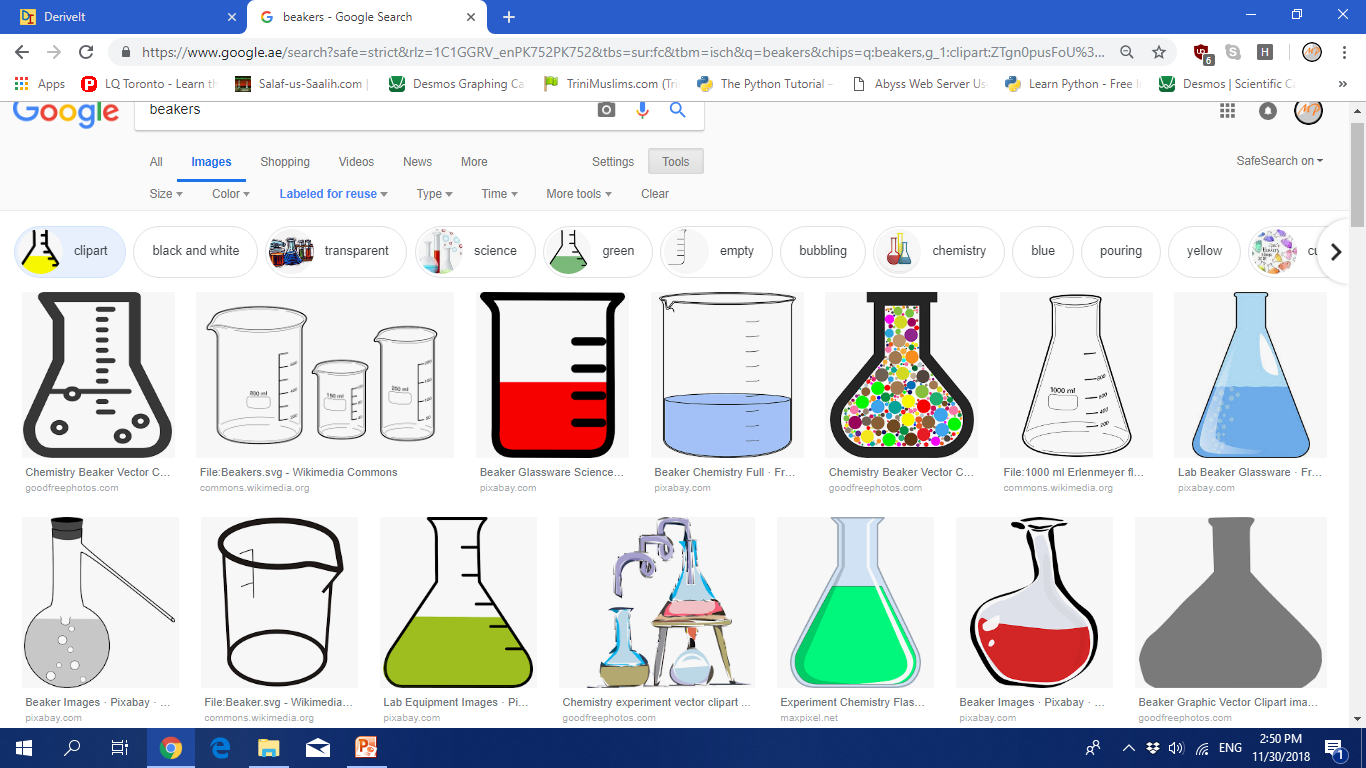 DeriveIt
beakers - Google Search
https://www.google.ae/search?safe=strict&rlz=1C1GGRV_enPK752PK752&tbs=sur:fc&tbm=isch&q=beakers&chips=q:beakers,g_1:clipart:ZTgn0pusFoU%3...
6
H
Apps
LQ Toronto - Learn th
Salaf-us-Saalih.com |
Desmos Graphing Ca
TriniMuslims.com (Tri
The Python Tutorial –
Abyss Web Server Us
Learn Python - Free I
Desmos | Scientific Ca
»
Google
beakers
All Images Shopping Videos News More Settings Tools
SafeSearch on
Size Color Labeled for reuse Type Time More tools Clear
clipart black and white transparent science green empty bubbling chemistry blue pouring yellow cu
800 ml
150 ml
250 ml
1000 ml
800
600
400
200
Chemistry Beaker Vector C... File:Beakers.svg - Wikimedia Commons Beaker Glassware Science... Beaker Chemistry Full · Fr... Chemistry Beaker Vector C... File:1000 ml Erlenmeyer fl... Lab Beaker Glassware · Fr...
goodfreephotos.com commons.wikimedia.org pixabay.com pixabay.com goodfreephotos.com commons.wikimedia.org pixabay.com
Beaker Images · Pixabay · ... File:Beaker.svg - Wikimedia... Lab Equipment Images · Pi... Chemistry experiment vector clipart ... Experiment Chemistry Flas... Beaker Images · Pixabay · ... Beaker Graphic Vector Clipart ima...
pixabay.com commons.wikimedia.org pixabay.com goodfreephotos.com maxpixel.net pixabay.com goodfreephotos.com
ENG
2:50 PM
11/30/2018
1